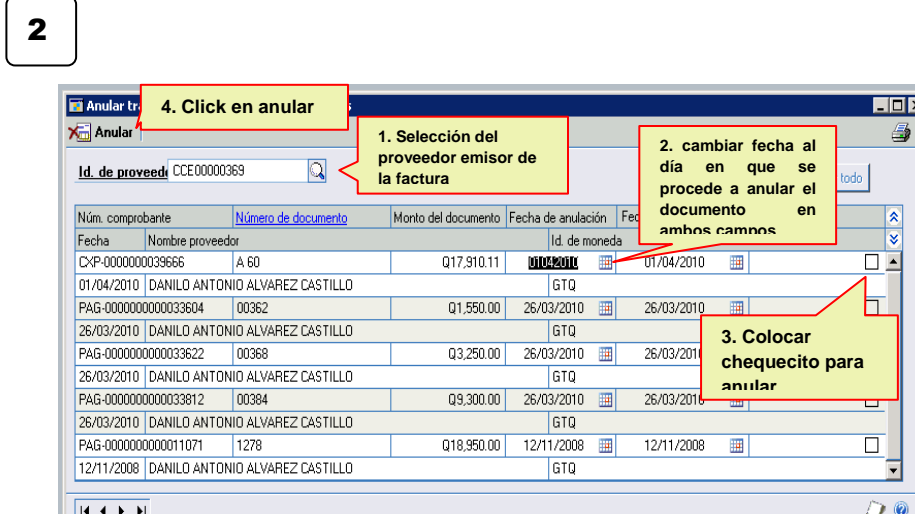 2
Anular tr
4. Click en anular
s
Anular
1. Selección del
proveedor emisor de
la factura
2. cambiar fecha al
día en que se
procede a anular el
documento en
ambos campos
Id. de proveed
CCE00000369
todo
Núm. comprobante Número de documento Monto del documento Fecha de anulación Fec
Fecha Nombre proveedor Id. de moneda
CXP-0000000039666 A 60 Q17,910.11 01042010 01/04/2010
01/04/2010 DANILO ANTONIO ALVAREZ CASTILLO GTQ
PAG-0000000000033604 00362 Q1,550.00 26/03/2010 26/03/2010
26/03/2010 DANILO ANTONIO ALVAREZ CASTILLO GTQ
PAG-0000000000033622 00368 Q3,250.00 26/03/2010 26/03/2010
26/03/2010 DANILO ANTONIO ALVAREZ CASTILLO GTQ
PAG-0000000000033812 00384 Q9,300.00 26/03/2010 26/03/2010
26/03/2010 DANILO ANTONIO ALVAREZ CASTILLO GTQ
PAG-0000000000011071 1278 Q18,950.00 12/11/2008 12/11/2008
12/11/2008 DANILO ANTONIO ALVAREZ CASTILLO GTQ
3. Colocar
chequecito para
anular